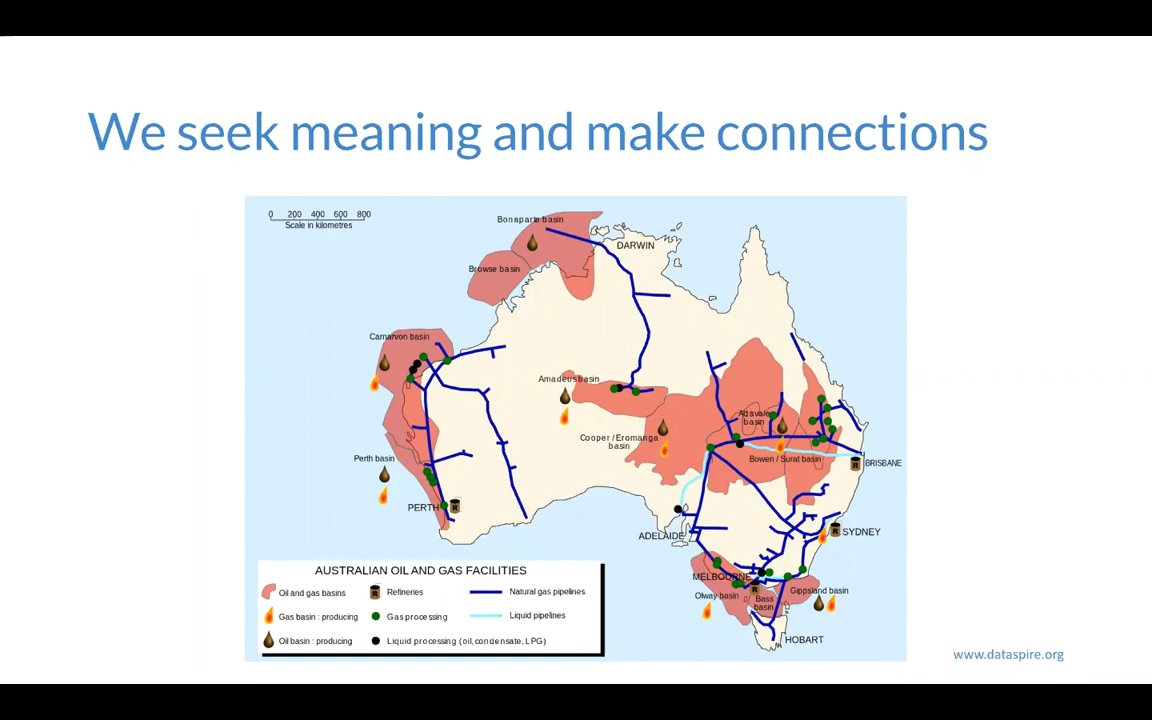 We seek meaning and make connections
0 200 400 600 800
Scale in kilometres
Bonaparte basin
DARWIN
Browse basin
Carnarvon basin
Amadeus basin
Adavale
basin
Cooper / Eromanga
basin
Bowen / Surat basin
BRISBANE
Perth basin
PERTH
ADELAIDE
SYDNEY
MELBOURNE
Otway basin
Bass
basin
Gippsland basin
HOBART
AUSTRALIAN OIL AND GAS FACILITIES
Oil and gas basins
Refineries
Natural gas pipelines
Gas basin : producing
Gas processing
Liquid pipelines
Oil basin : producing
Liquid processing (oil, condensate, LPG)
R
R
R
R
R
www.dataspire.org